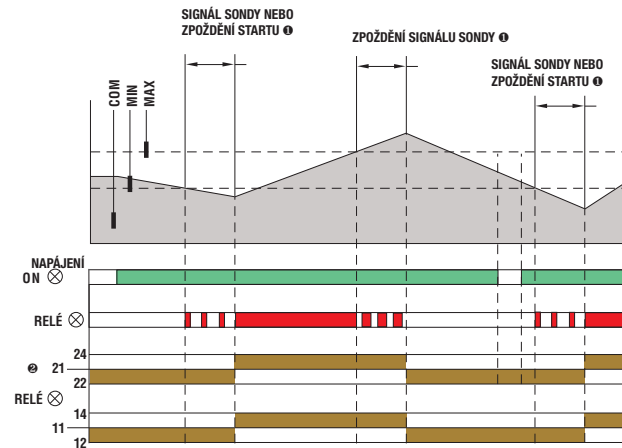 SIGNÁL SONDY NEBO
ZPOŽDĚNÍ STARTU ❶
ZPOŽDĚNÍ SIGNÁLU SONDY ❶
SIGNÁL SONDY NEBO
ZPOŽDĚNÍ STARTU ❶
COM
MIN
MAX
NAPÁJENÍ
ON
RELÉ
24
❷ 21
22
RELÉ
14
11
12